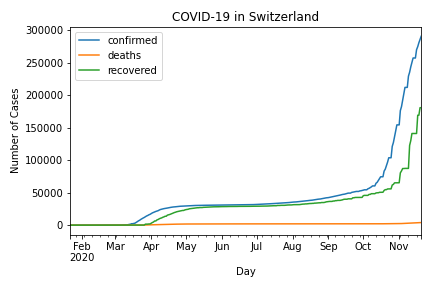 COVID-19 in Switzerland
300000
250000
200000
150000
100000
50000
0
Number of Cases
confirmed
deaths
recovered
Feb Mar Apr May Jun Jul Aug Sep Oct Nov
2020
Day